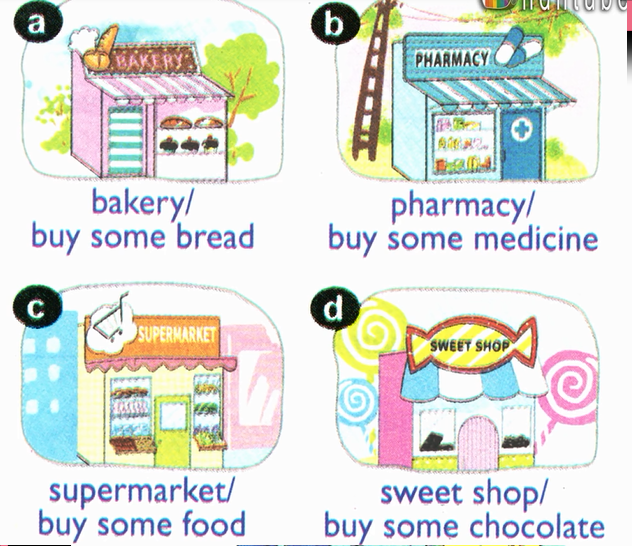 a
BAKERY
bakery/
buy some bread
b
PHARMACY
pharmacy/
buy some medicine
c
SUPERMARKET
supermarket/
buy some food
d
SWEET SHOP
sweet shop/
buy some chocolate